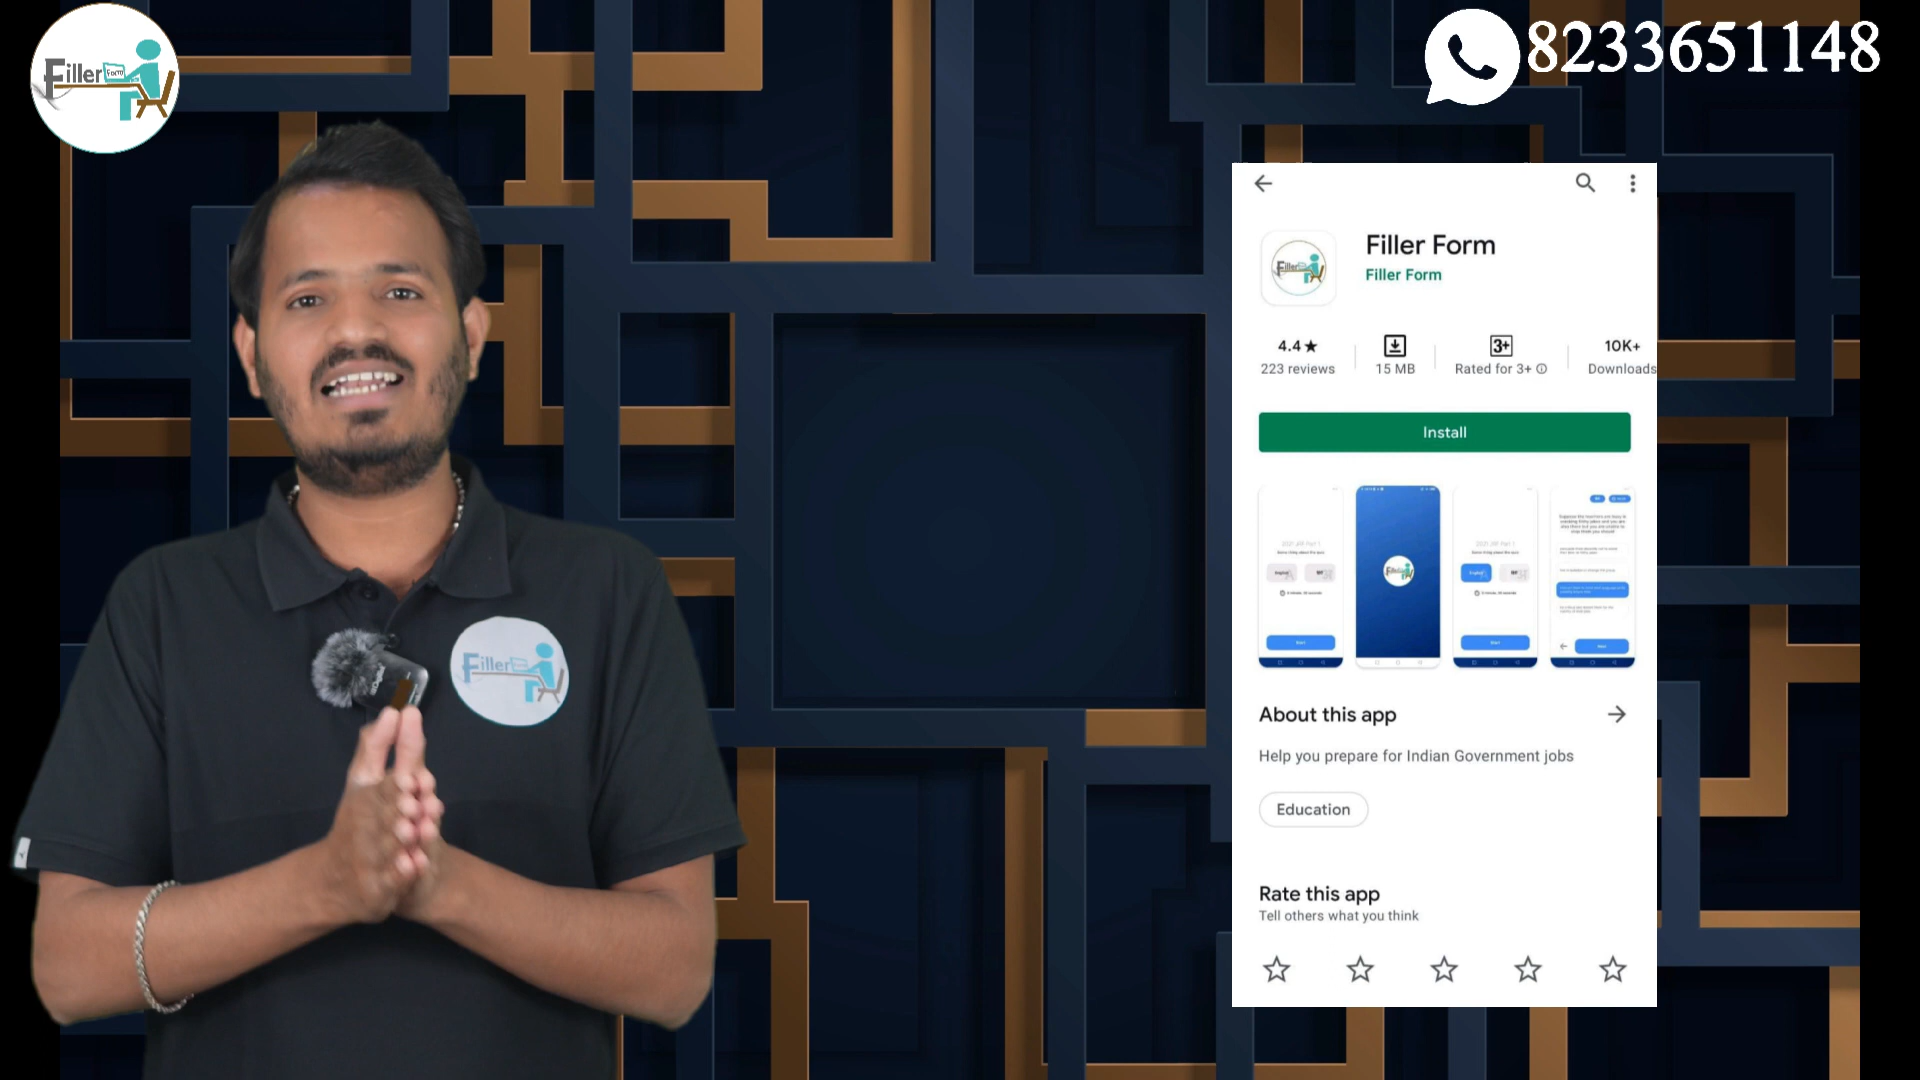 Filler Form
8233651148
Filler Form
Filler Form
4.4★
223 reviews
15 MB
3+
Rated for 3+
10K+
Downloads
Install
About this app
Help you prepare for Indian Government jobs
Education
Rate this app
Tell others what you think
Filler